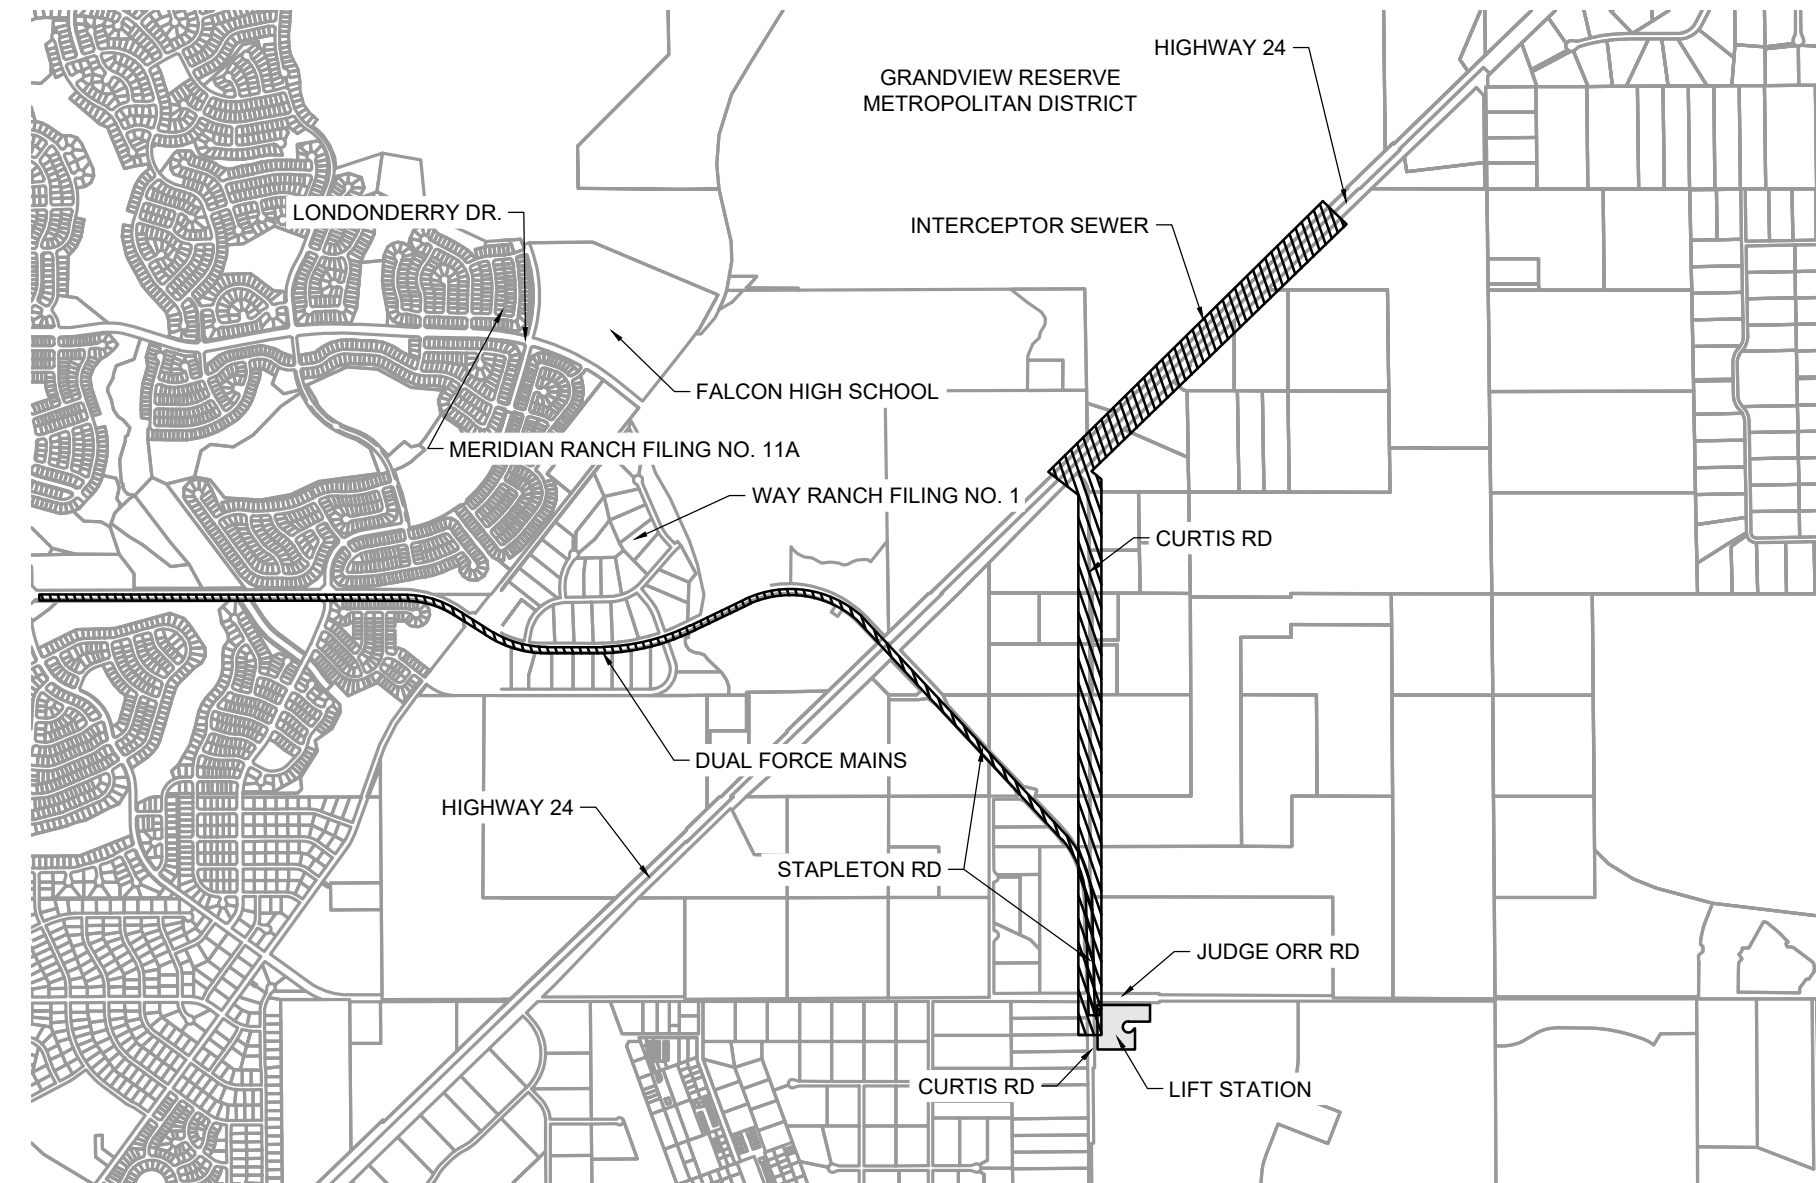 HIGHWAY 24
GRANDVIEW RESERVE
METROPOLITAN DISTRICT
LONDONDERRY DR.
INTERCEPTOR SEWER
FALCON HIGH SCHOOL
MERIDIAN RANCH FILING NO. 11A
WAY RANCH FILING NO. 1
CURTIS RD
DUAL FORCE MAINS
HIGHWAY 24
STAPLETON RD
JUDGE ORR RD
CURTIS RD
LIFT STATION